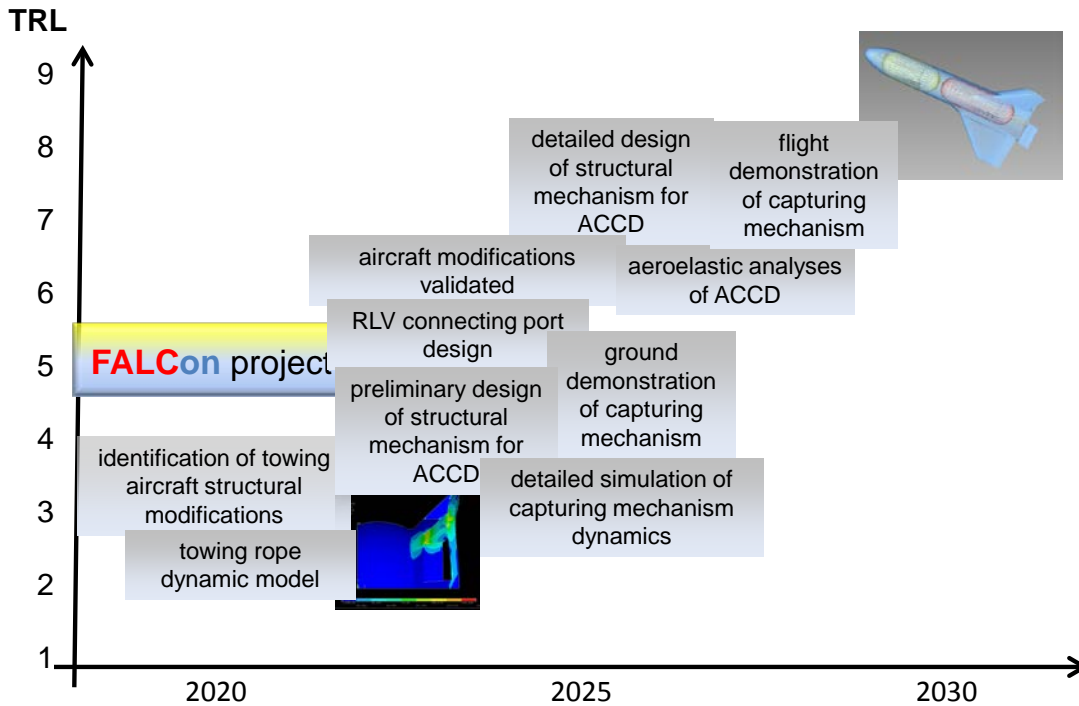 TRL
9
8
7
6
5
4
3
2
1
detailed design
of structural
mechanism for
ACCD
flight
demonstration
of capturing
mechanism
aircraft modifications
validated
aeroelastic analyses
of ACCD
RLV connecting port
design
FALCon project
ground
demonstration
of capturing
mechanism
preliminary design
of structural
mechanism for
ACCD
identification of towing
aircraft structural
modifications
detailed simulation of
capturing mechanism
dynamics
towing rope
dynamic model
2020
2025
2030